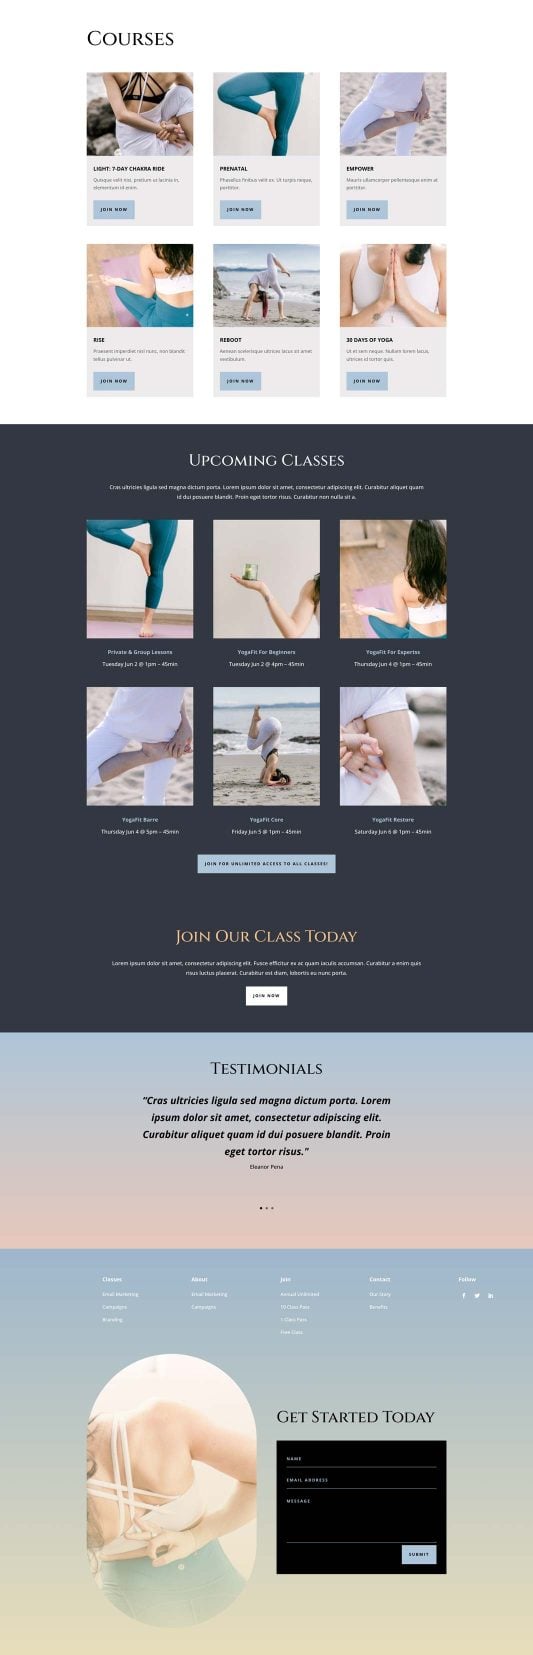 Courses
LIGHT: 7-DAY CHAKRA RIDE
Quisque velit nisi, pretium ut lacinia in,
elementum id enim.
JOIN NOW
PRENATAL
Phasellus finibus velit ex. Ut turpis neque,
porttitor.
JOIN NOW
EMPOWER
Mauris ullamcorper pellentesque enim at
porttitor.
JOIN NOW
RISE
Praesent imperdiet nisl nunc, non blandit
tellus pulvinar ut.
JOIN NOW
REBOOT
Aenean scelerisque ultrices lacus sit amet
vestibulum.
JOIN NOW
30 DAYS OF YOGA
Ut et sem neque. Nullam lorem lacus,
ultrices id tortor quis.
JOIN NOW
Upcoming Classes
Cras ultricies ligula sed magna dictum porta. Lorem ipsum dolor sit amet, consectetur adipiscing elit. Curabitur aliquet quam
id dui posuere blandit. Proin eget tortor risus. Curabitur non nulla sit a.
Private & Group Lessons
Tuesday Jun 2 @ 1pm – 45min
YogaFit For Beginners
Tuesday Jun 2 @ 4pm – 45min
YogaFit For Expertes
Thursday Jun 4 @ 1pm – 45min
YogaFit Barre
Thursday Jun 4 @ 5pm – 45min
YogaFit Core
Friday Jun 5 @ 1pm – 45min
YogaFit Restore
Saturday Jun 6 @ 1pm – 45min
JOIN FOR UNLIMITED ACCESS TO ALL CLASSES!
Join Our Class Today
Lorem ipsum dolor sit amet, consectetur adipiscing elit. Fusce efficitur ex ac quam iaculis accumsan. Curabitur a enim quis
risus luctus placerat. Curabitur est diam, lobortis eu nunc porta.
JOIN NOW
Testimonials
"Cras ultricies ligula sed magna dictum porta. Lorem
ipsum dolor sit amet, consectetur adipiscing elit.
Curabitur aliquet quam id dui posuere blandit. Proin
eget tortor risus."
Eleanor Pena
Classes
Email Marketing
Campaigns
Branding
About
Email Marketing
Campaigns
Join
Annual Unlimited
10 Class Pass
1 Class Pass
Free Class
Contact
Our Story
Benefits
Follow
Get Started Today
NAME
EMAIL ADDRESS
MESSAGE
SUBMIT